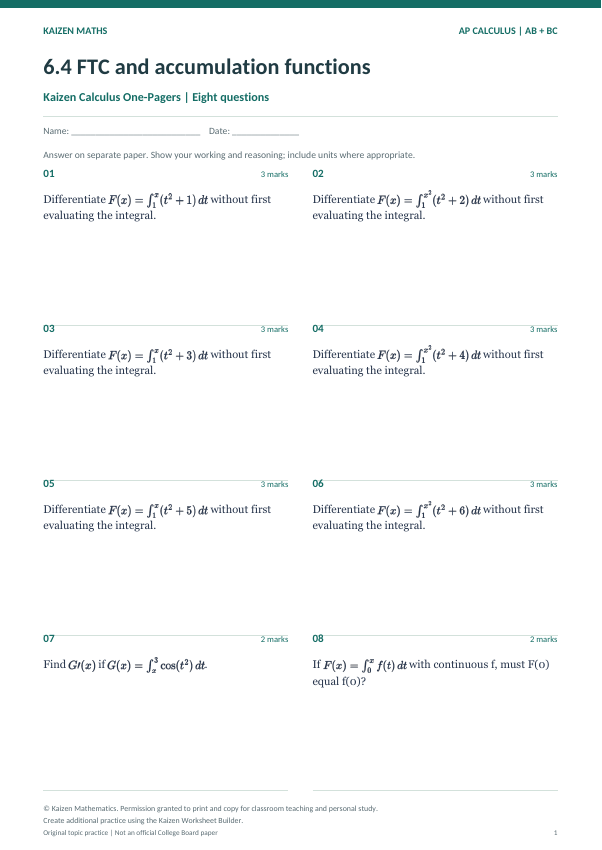 KAIZEN MATHS
AP CALCULUS | AB + BC
6.4 FTC and accumulation functions
Kaizen Calculus One-Pagers | Eight questions
Name: ____________________________ Date: ______________
Answer on separate paper. Show your working and reasoning; include units where appropriate.
01 3 marks
Differentiate F(x) = ∫₁ˣ(t² + 1) dt without first
evaluating the integral.
02 3 marks
Differentiate F(x) = ∫₁^{x²}(t² + 2) dt without first
evaluating the integral.
03 3 marks
Differentiate F(x) = ∫₁ˣ(t² + 3) dt without first
evaluating the integral.
04 3 marks
Differentiate F(x) = ∫₁^{x²}(t² + 4) dt without first
evaluating the integral.
05 3 marks
Differentiate F(x) = ∫₁ˣ(t² + 5) dt without first
evaluating the integral.
06 3 marks
Differentiate F(x) = ∫₁^{x²}(t² + 6) dt without first
evaluating the integral.
07 2 marks
Find G′(x) if G(x) = ∫ₓ³ cos(t²) dt.
08 2 marks
If F(x) = ∫₀ˣ f(t) dt with continuous f, must F(0)
equal f(0)?
© Kaizen Mathematics. Permission granted to print and copy for classroom teaching and personal study.
Create additional practice using the Kaizen Worksheet Builder.
Original topic practice | Not an official College Board paper
1